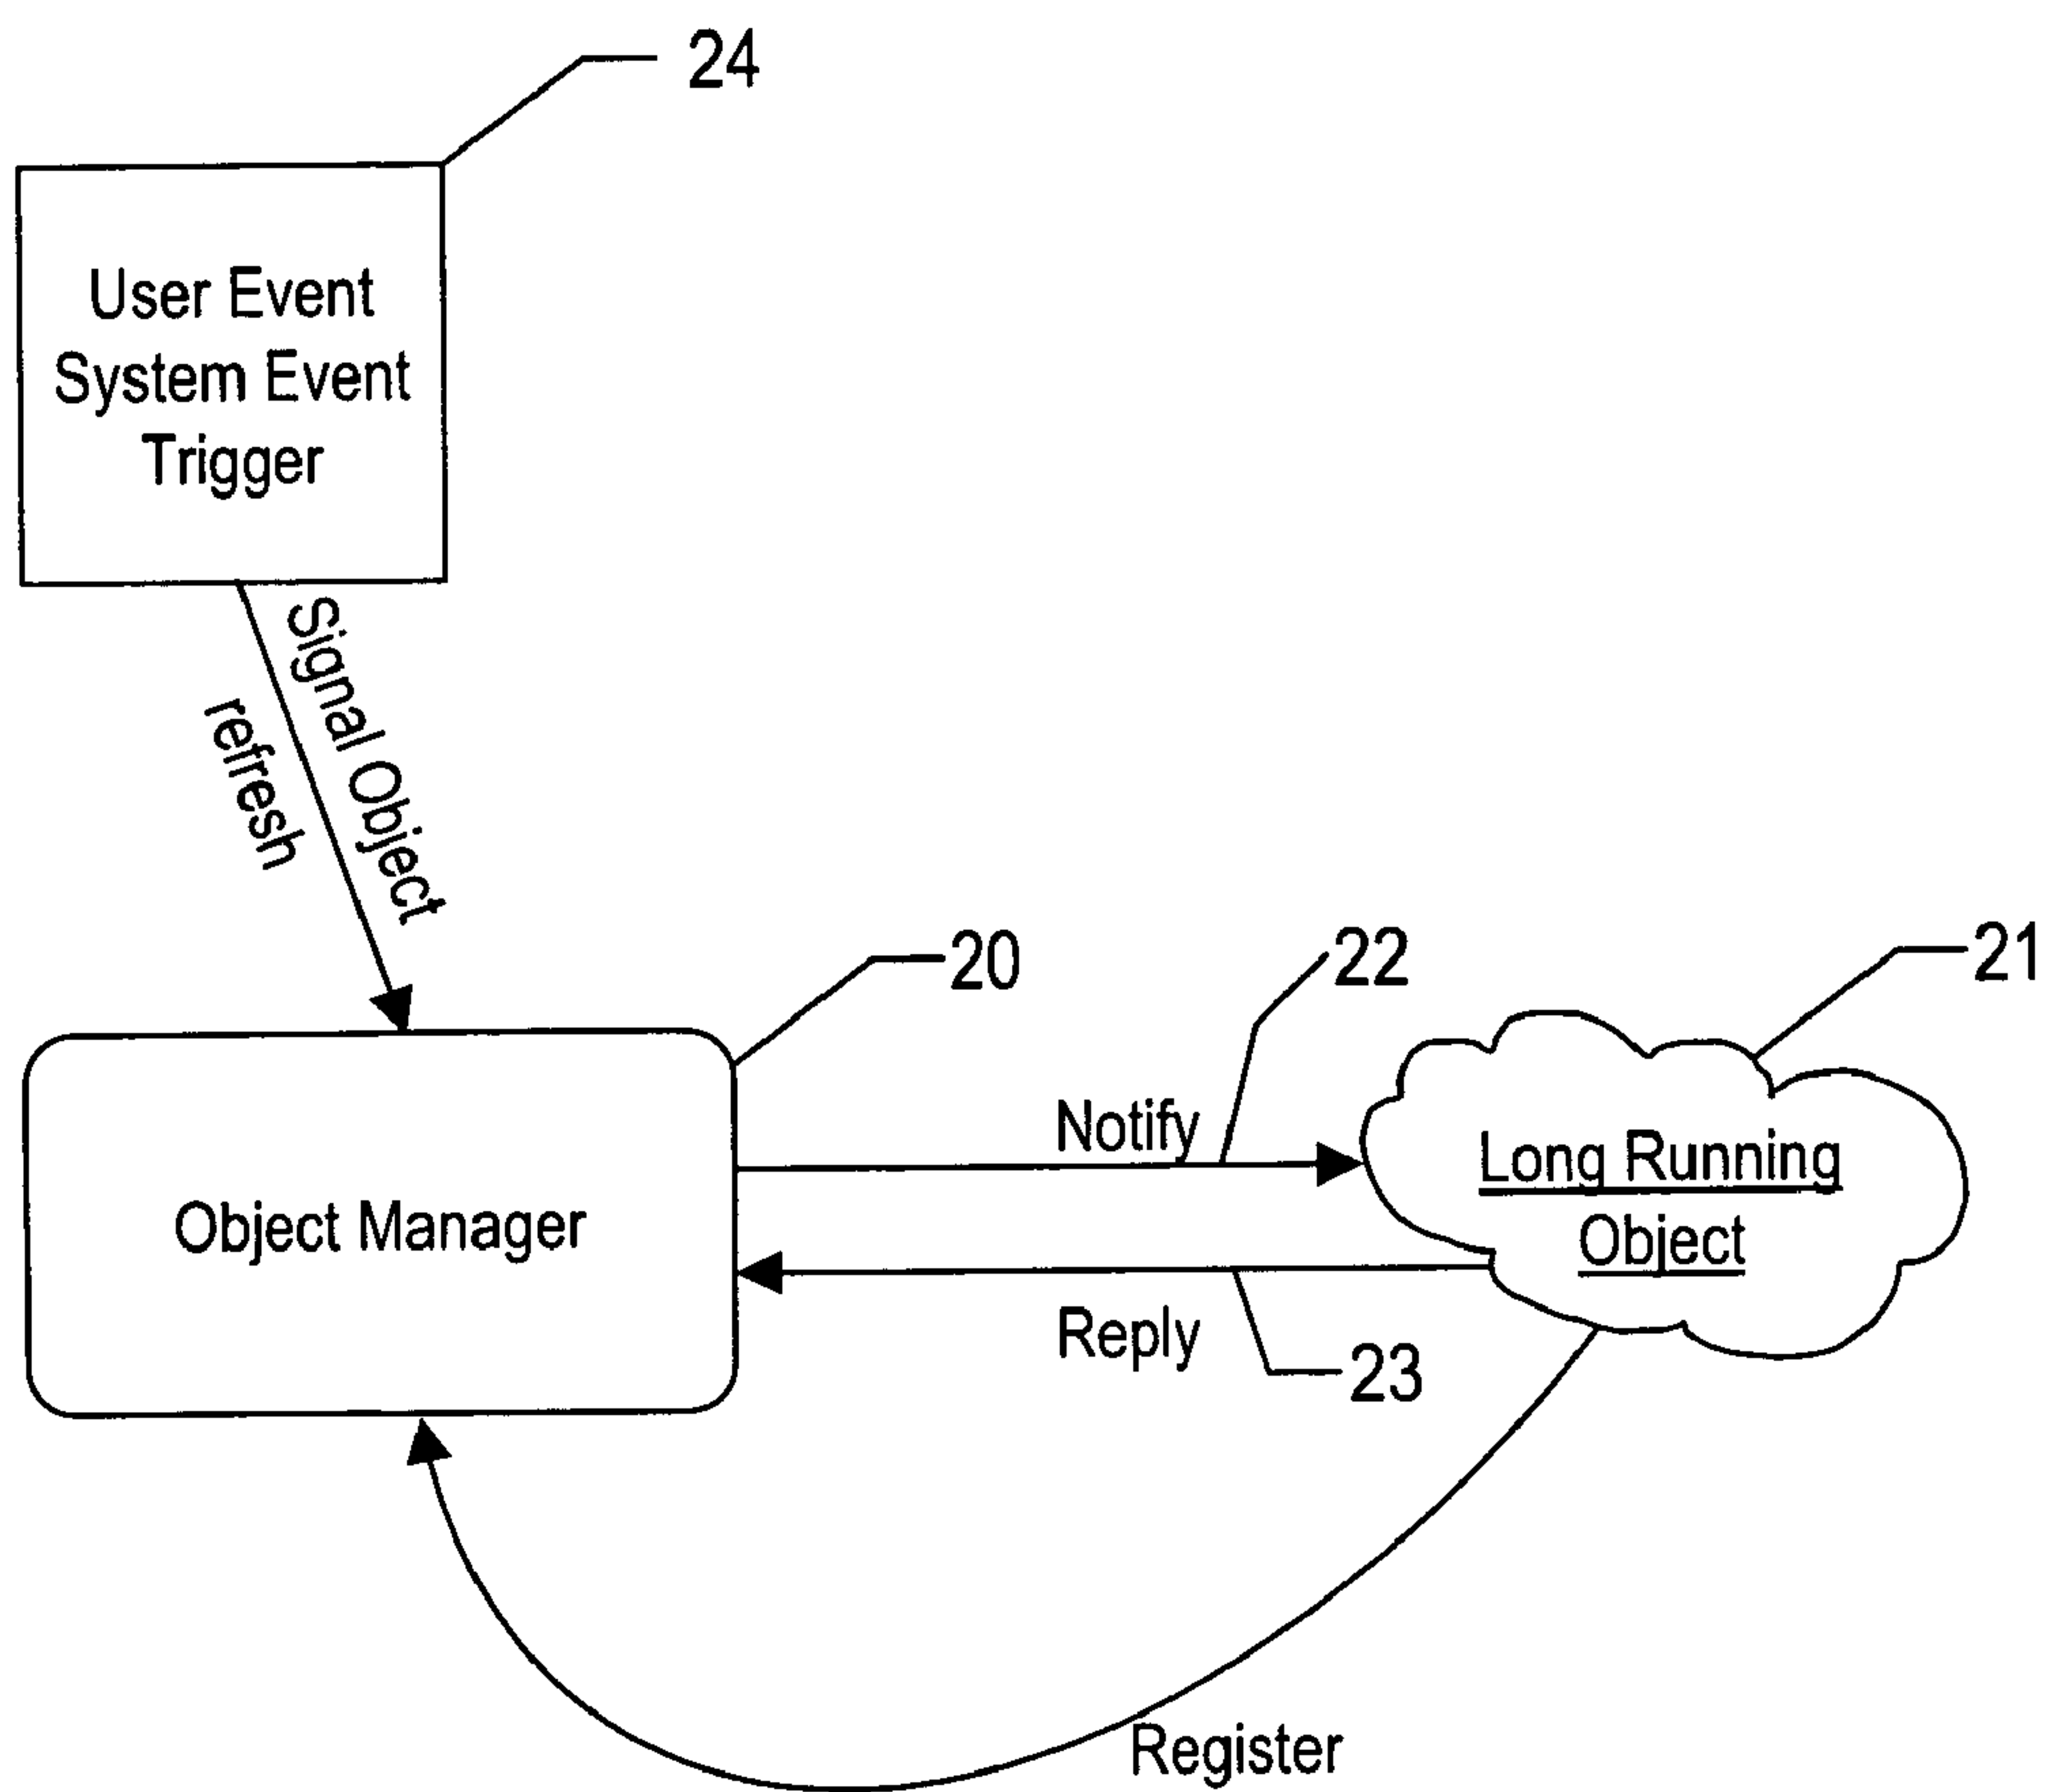 24
User Event
System Event
Trigger
Signal Object
refresh
20
22
21
Notify
Long Running
Object
Object Manager
Reply
23
Register